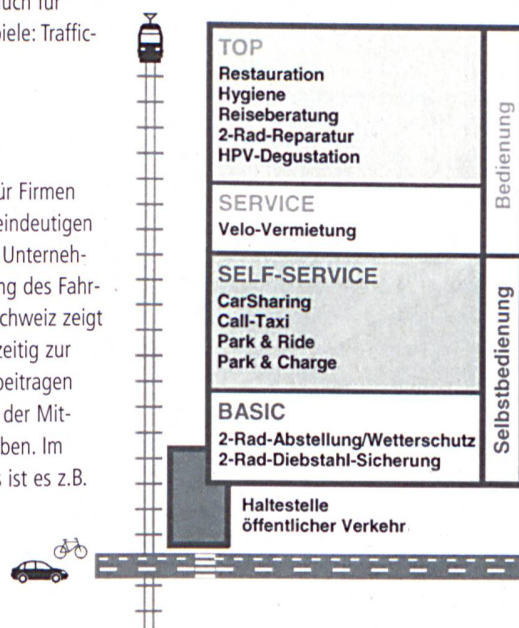 uch für
iele: Traffic-
ür Firmen
eindeutigen
Unterneh-
ng des Fahr-
chweiz zeigt
zeitig zur
beitragen
der Mit-
ben. Im
s ist es z.B.
TOP
Restauration
Hygiene
Reiseberatung
2-Rad-Reparatur
HPV-Degustation
SERVICE
Velo-Vermietung
Bedienung
SELF-SERVICE
CarSharing
Call-Taxi
Park & Ride
Park & Charge
BASIC
2-Rad-Abstellung/Wetterschutz
2-Rad-Diebstahl-Sicherung
Selbstbedienung
Haltestelle
öffentlicher Verkehr